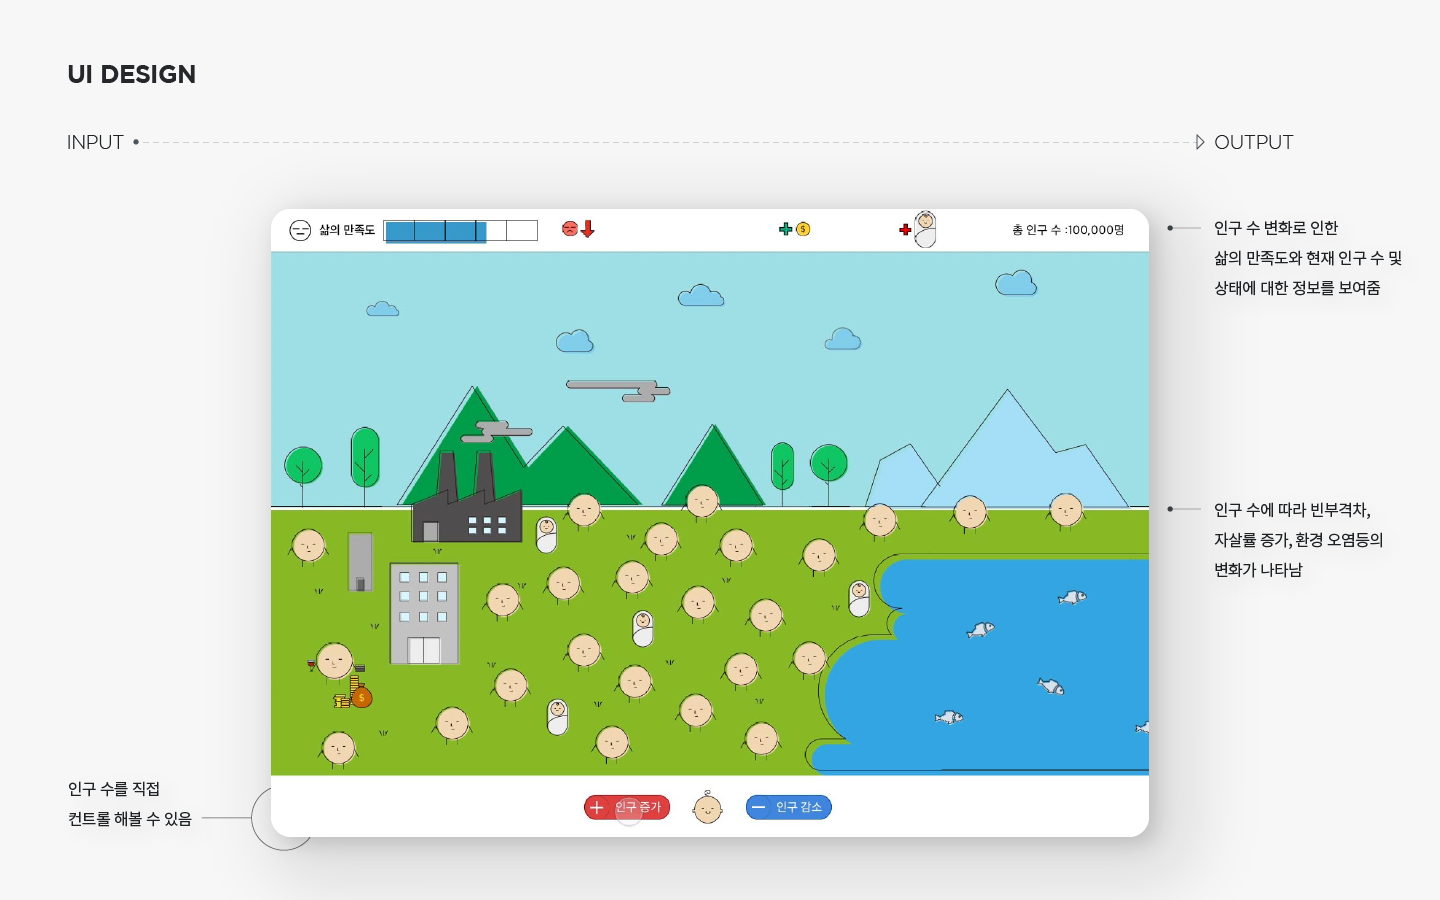 UI DESIGN
INPUT
OUTPUT
삶의 만족도
총 인구 수 :100,000명
인구 수 변화로 인한
삶의 만족도와 현재 인구 수 및
상태에 대한 정보를 보여줌
인구 수에 따라 빈부격차,
자살률 증가, 환경 오염등의
변화가 나타남
인구 수를 직접
컨트롤 해볼 수 있음
인구 증가
인구 감소